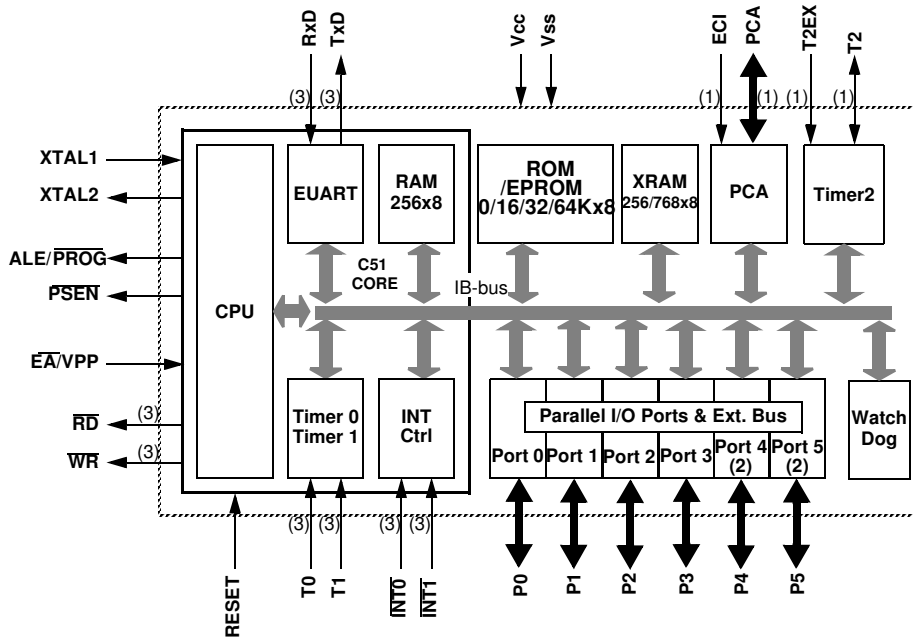 RxD
TxD
Vcc
Vss
ECI
PCA
T2EX
T2
(3)
(3)
(1)
(1)
(1)
(1)
XTAL1
XTAL2
ALE/PROG
PSEN
EA/VPP
RD
(3)
WR
(3)
CPU
EUART
RAM
256x8
C51
CORE
ROM
/EPROM
0/16/32/64Kx8
XRAM
256/768x8
PCA
Timer2
IB-bus
Timer 0
Timer 1
INT
Ctrl
Parallel I/O Ports & Ext. Bus
Port 0
Port 1
Port 2
Port 3
Port 4
(2)
Port 5
(2)
Watch
Dog
(3)
(3)
(3)
(3)
RESET
T0
T1
INT0
INT1
P0
P1
P2
P3
P4
P5